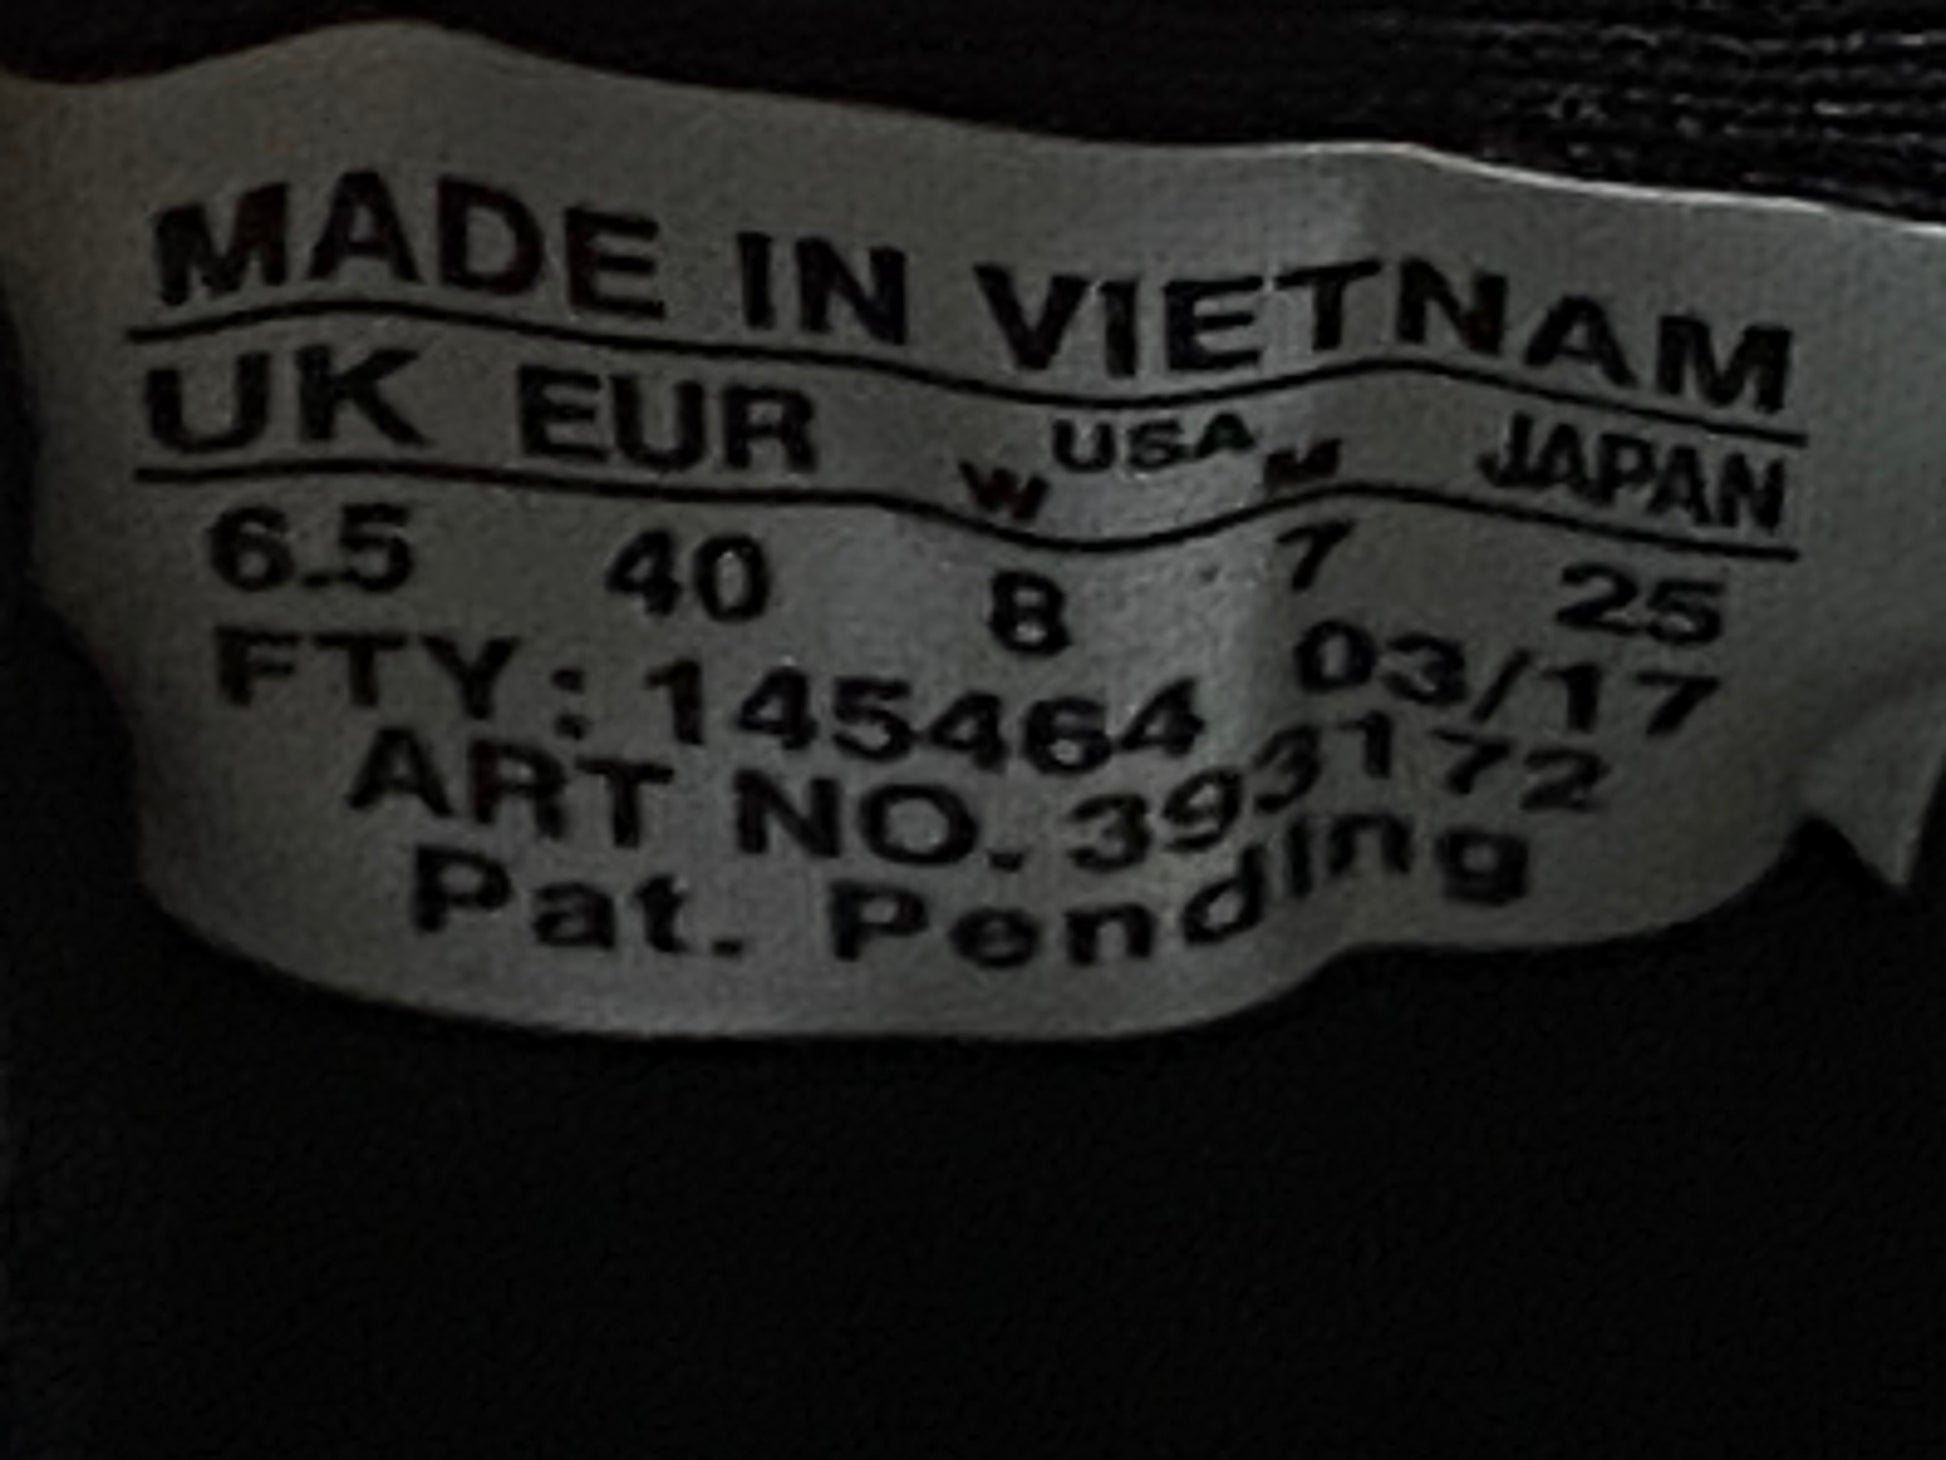 MADE IN VIETNAM
UK EUR W USA M JAPAN
6.5 40 8 7 25
FTY: 145464 03/17
ART NO. 393172
Pat. Pending